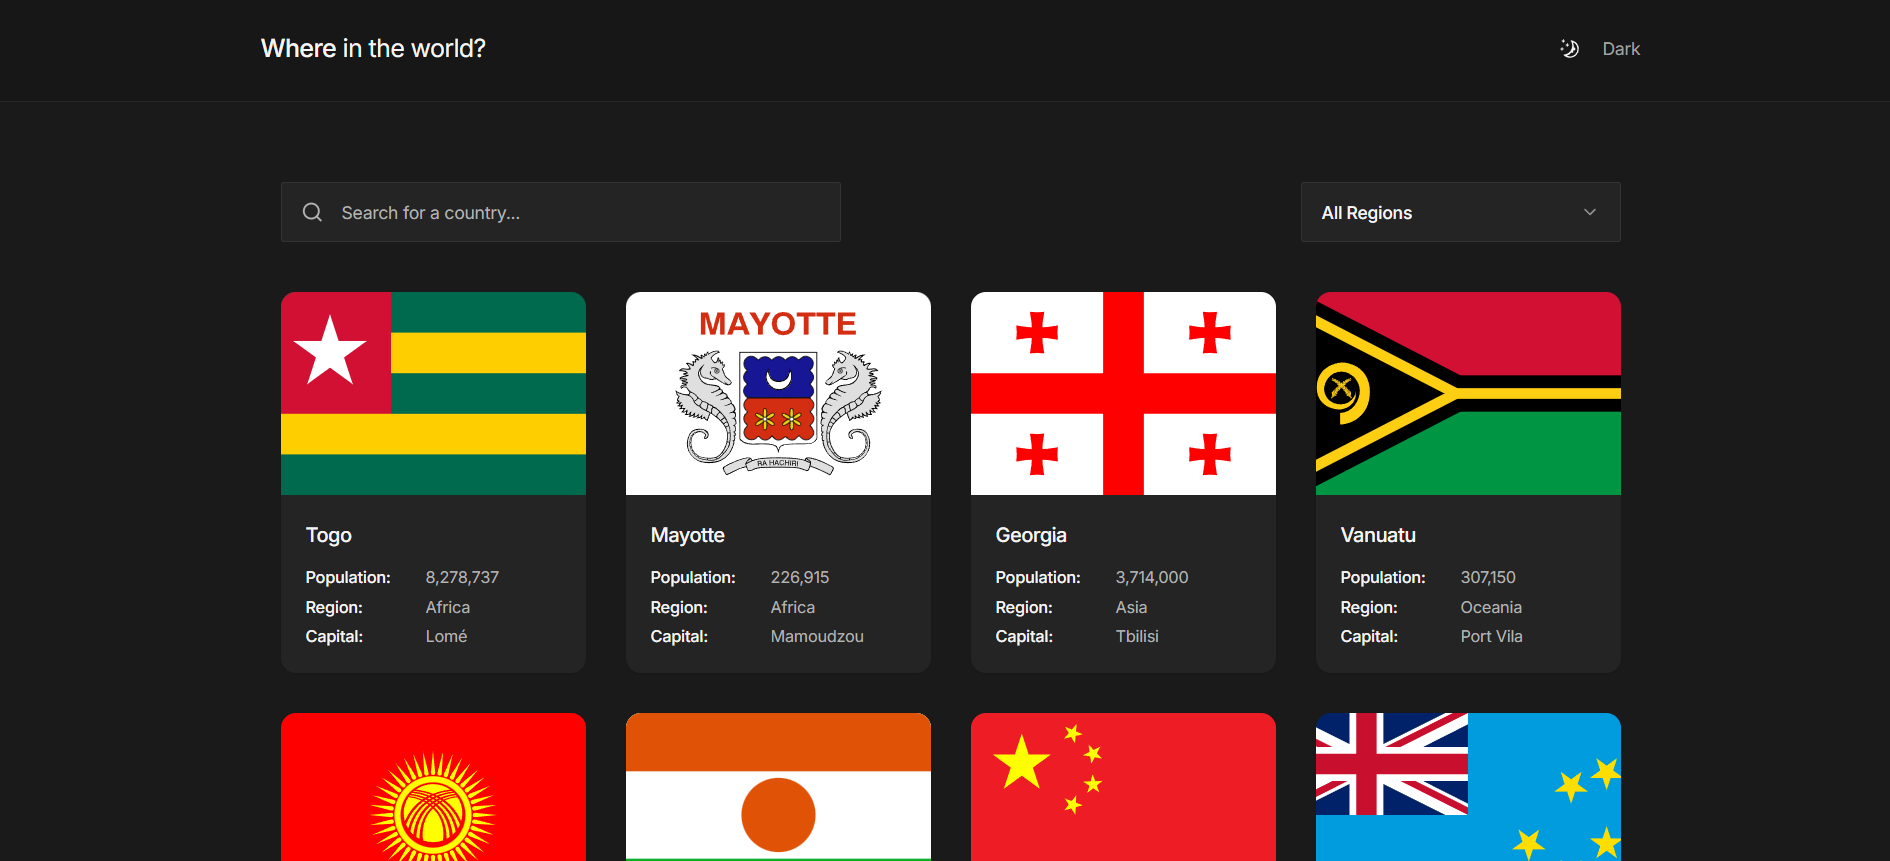 Where in the world?
Dark
Search for a country...
All Regions
MAYOTTE
RA HACHIRI
Togo
Population: 8,278,737
Region: Africa
Capital: Lomé
Mayotte
Population: 226,915
Region: Africa
Capital: Mamoudzou
Georgia
Population: 3,714,000
Region: Asia
Capital: Tbilisi
Vanuatu
Population: 307,150
Region: Oceania
Capital: Port Vila